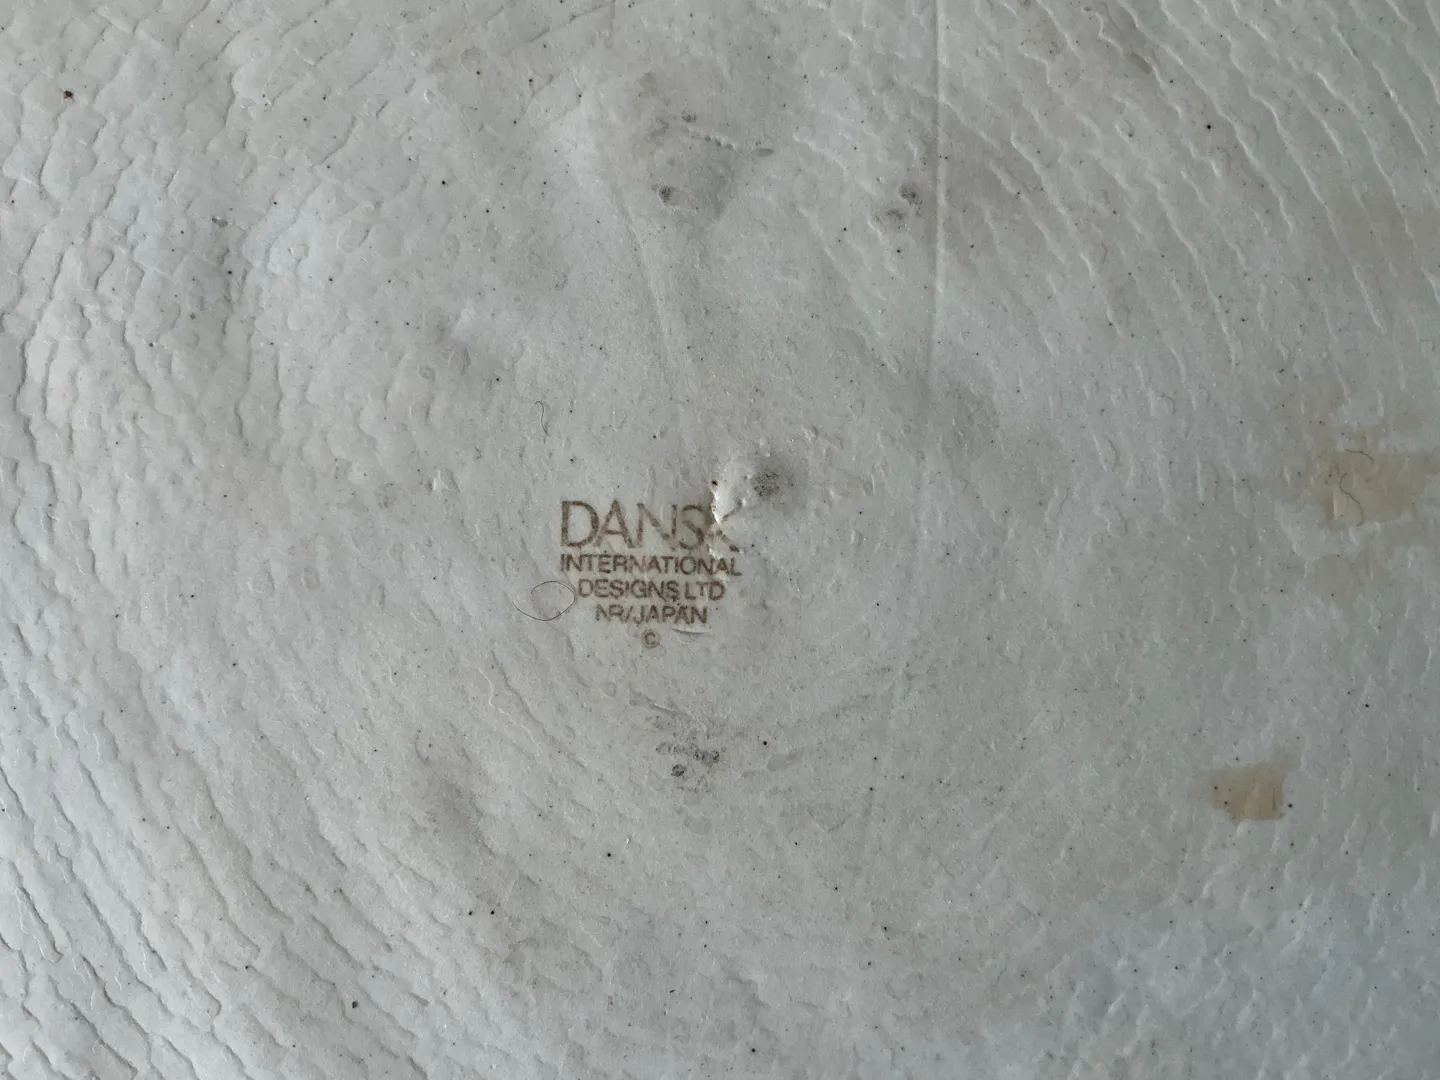 DANSK
INTERNATIONAL
DESIGNS LTD
NR/JAPAN
©